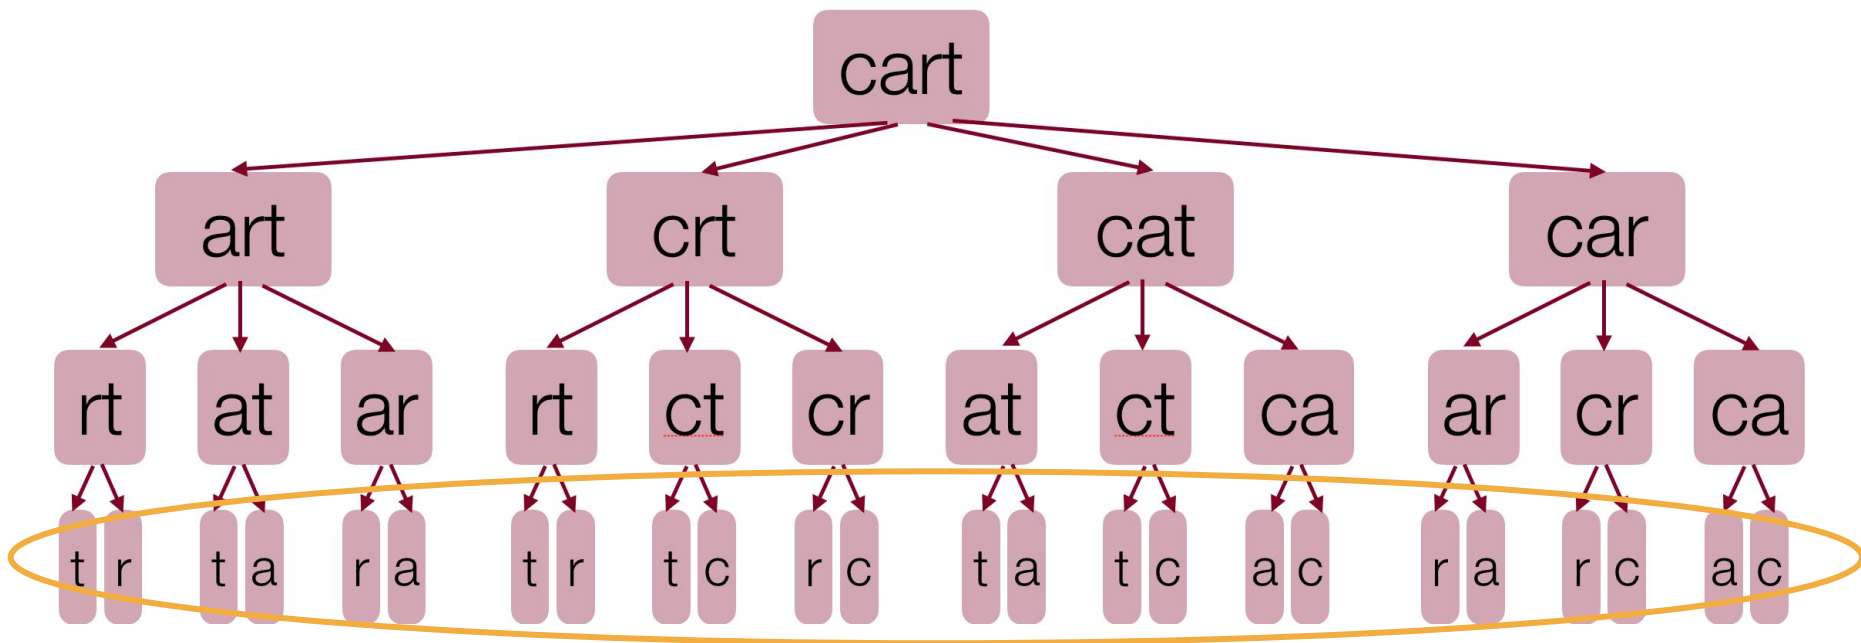 cart
art crt cat car
rt at ar rt ct cr at ct ca ar cr ca
t r t a r a t r t c r c t a t c a c r a r c a c